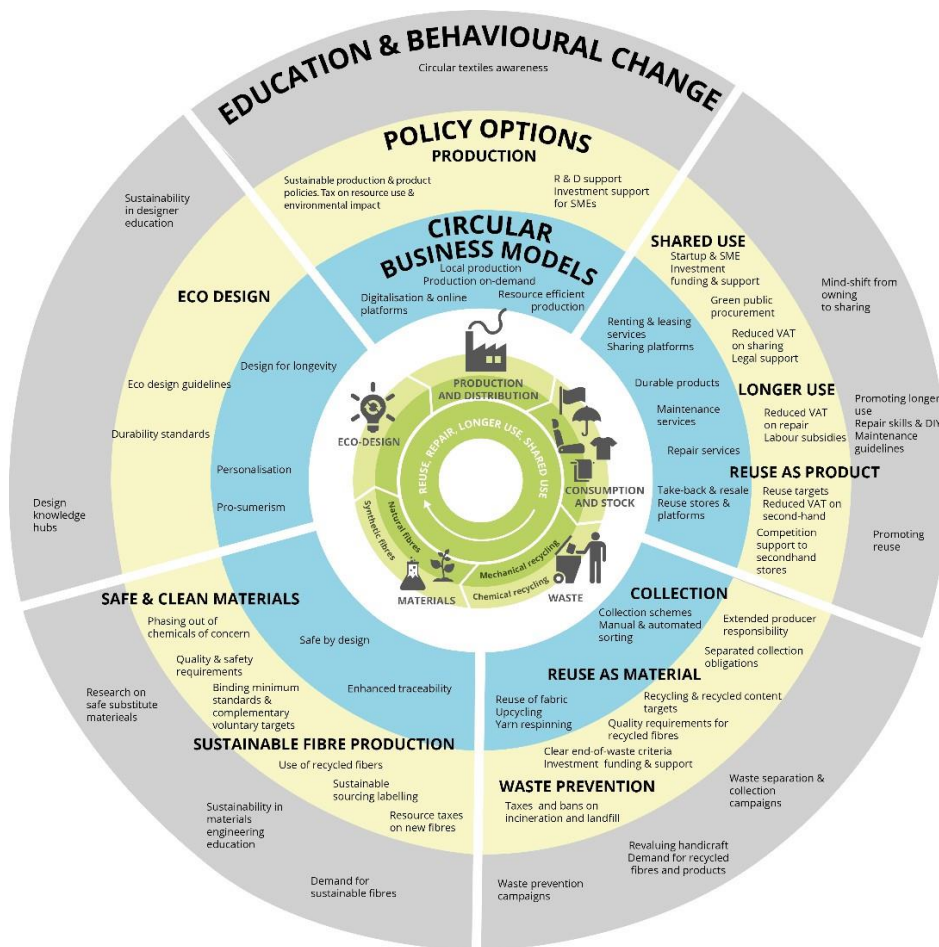 EDUCATION & BEHAVIOURAL CHANGE
Circular textiles awareness
POLICY OPTIONS
PRODUCTION
Sustainable production & product
policies. Tax on resource use &
environmental impact
R & D support
Investment support
for SMEs
CIRCULAR
BUSINESS MODELS
Local production
Production on-demand
Digitalisation & online
platforms
Resource efficient
production
SHARED USE
Startup & SME
Investment
funding & support
Green public
procurement
Reduced VAT
on sharing
Legal support
Mind-shift from
owning
to sharing
Renting & leasing
services
Sharing platforms
Durable products
LONGER USE
Reduced VAT
on repair
Labour subsidies
Promoting longer
use
Repair skills & DIY
Maintenance
guidelines
Maintenance
services
Repair services
REUSE AS PRODUCT
Reuse targets
Reduced VAT on
second-hand
Competition
support to
secondhand
stores
Promoting
reuse
Take-back & resale
Reuse stores &
platforms
COLLECTION
Collection schemes
Manual & automated
sorting
Extended producer
responsibility
Separated collection
obligations
REUSE AS MATERIAL
Reuse of fabric
Upcycling
Yarn respinning
Recycling & recycled content
targets
Quality requirements for
recycled fibres
Clear end-of-waste criteria
Investment funding & support
WASTE PREVENTION
Taxes and bans on
incineration and landfill
Waste separation &
collection
campaigns
Revaluing handicraft
Demand for recycled
fibres and products
Waste prevention
campaigns
SAFE & CLEAN MATERIALS
Phasing out of
chemicals of concern
Quality & safety
requirements
Binding minimum
standards &
complementary
voluntary targets
Safe by design
Enhanced traceability
Research on
safe substitute
materieals
SUSTAINABLE FIBRE PRODUCTION
Use of recycled fibers
Sustainable
sourcing labelling
Resource taxes
on new fibres
Sustainability in
materials
engineering
education
Demand for
sustainable fibres
Sustainability
in designer
education
ECO DESIGN
Design for longevity
Eco design guidelines
Durability standards
Personalisation
Pro-sumerism
Design
knowledge
hubs
PRODUCTION
AND DISTRIBUTION
ECO-DESIGN
REUSE, REPAIR, LONGER USE, SHARED USE
CONSUMPTION
AND STOCK
Natural fibres
Synthetic fibres
Mechanical recycling
Chemical recycling
MATERIALS
WASTE